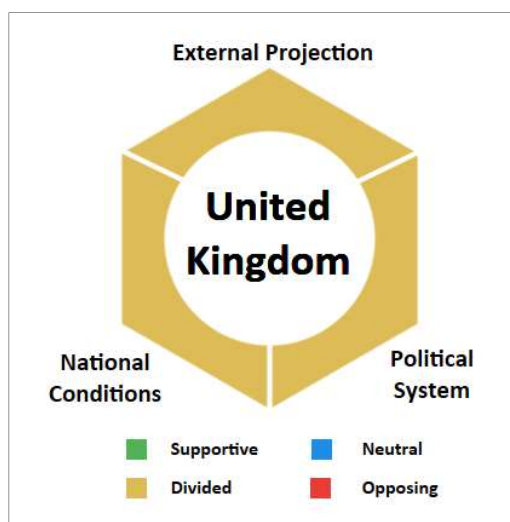 External Projection
United
Kingdom
National
Conditions
Political
System
Supportive
Neutral
Divided
Opposing